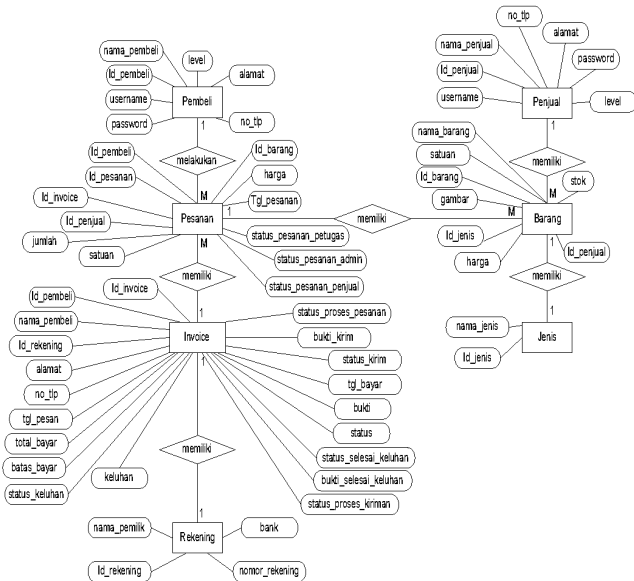 no_tlp
nama_pembeli
level
alamat
Id_pembeli
alamat
nama_penjual
password
Id_penjual
username
Pembeli
username
Penjual
level
password
no_tlp
1
1
nama_barang
Id_pembeli
Id_barang
melakukan
satuan
memiliki
Id_pesanan
harga
Id_barang
stok
Id_invoice
Tgl_pesanan
gambar
M
M
Id_penjual
Pesanan
1
memiliki
M
Barang
jumlah
status_pesanan_petugas
M
Id_jenis
1
Id_penjual
satuan
status_pesanan_admin
harga
memiliki
status_pesanan_penjual
memiliki
Id_pembeli
Id_invoice
nama_pembeli
1
status_proses_pesanan
1
nama_jenis
Id_rekening
Invoice
bukti_kirim
Jenis
Id_jenis
alamat
1
status_kirim
no_tlp
tgl_bayar
tgl_pesan
bukti
total_bayar
status
batas_bayar
memiliki
status_selesai_keluhan
status_keluhan
keluhan
bukti_selesai_keluhan
status_proses_kiriman
1
nama_pemilik
Rekening
bank
Id_rekening
nomor_rekening